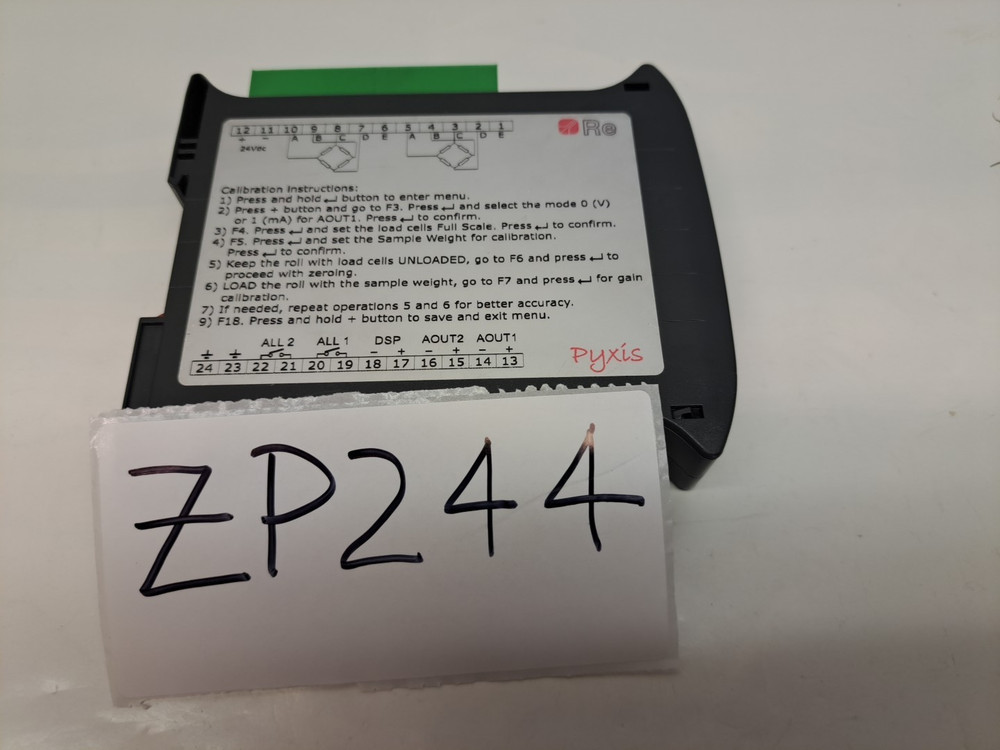 12 11 10 9 8 7 6 5 4 3 2 1
+ − A B C D E A B C D E
24Vdc
Re
Calibration Instructions:
1) Press and hold ↵ button to enter menu.
2) Press + button and go to F3. Press ↵ and select the mode 0 (V)
or 1 (mA) for AOUT1. Press ↵ to confirm.
3) F4. Press ↵ and set the load cells Full Scale. Press ↵ to confirm.
4) F5. Press ↵ and set the Sample Weight for calibration.
Press ↵ to confirm.
5) Keep the roll with load cells UNLOADED, go to F6 and press ↵ to
proceed with zeroing.
6) LOAD the roll with the sample weight, go to F7 and press ↵ for gain
calibration.
7) If needed, repeat operations 5 and 6 for better accuracy.
9) F18. Press and hold + button to save and exit menu.
ALL 2 ALL 1 DSP AOUT2 AOUT1
− + − + − +
24 23 22 21 20 19 18 17 16 15 14 13
Pyxis
ZP244